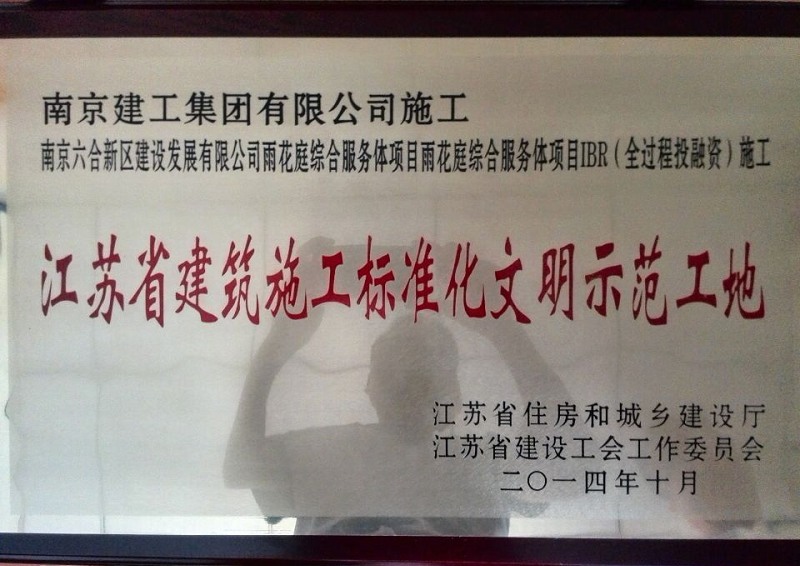 南京建工集团有限公司施工
南京六合新区建设发展有限公司雨花庭综合服务体项目雨花庭综合服务体项目IBR（全过程投融资）施工
江苏省建筑施工标准化文明示范工地
江苏省住房和城乡建设厅
江苏省建设工会工作委员会
二〇一四年十月